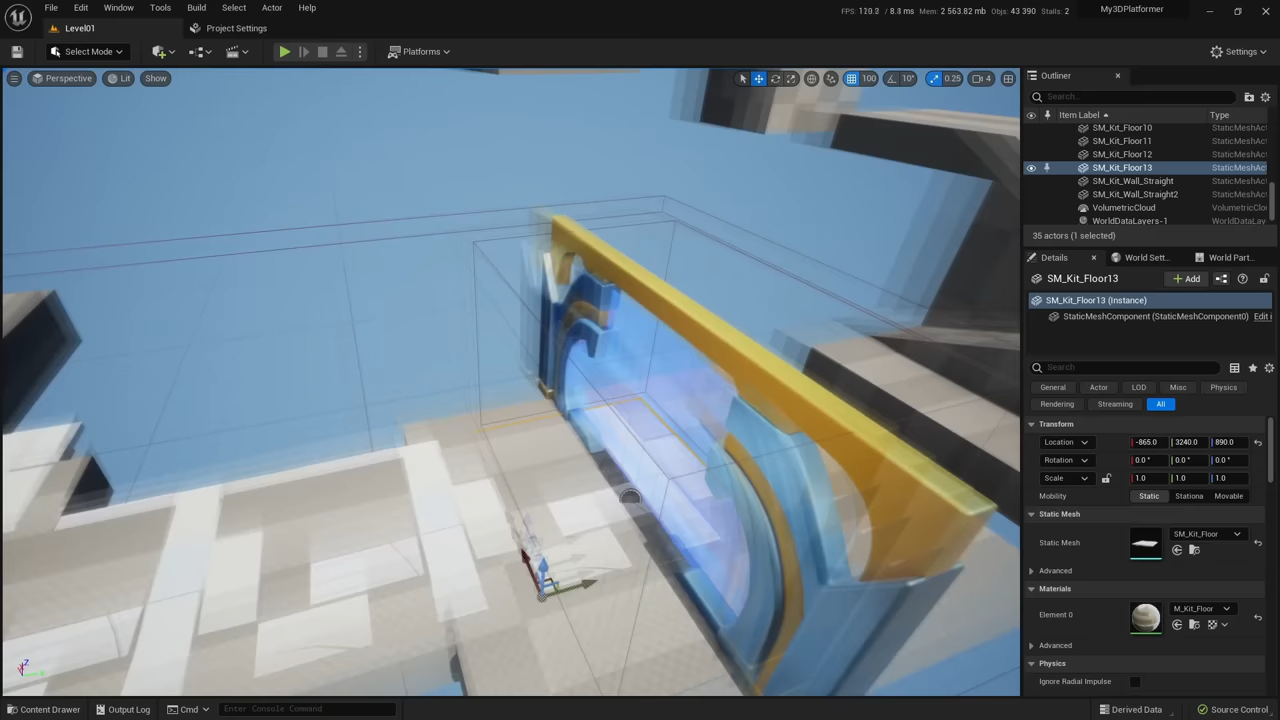 File Edit Window Tools Build Select Actor Help
FPS: 119.2 / 8.3 ms Mem: 2 563.82 mb Objs: 43 390 Stalls: 2
My3DPlatformer
Level01
Project Settings
Select Mode
Platforms
Settings
Perspective Lit Show
100 10° 0.25 4
Outliner
Search...
Item Label Type
SM_Kit_Floor10 StaticMeshAct
SM_Kit_Floor11 StaticMeshAct
SM_Kit_Floor12 StaticMeshAct
SM_Kit_Floor13 StaticMeshAct
SM_Kit_Wall_Straight StaticMeshAct
SM_Kit_Wall_Straight2 StaticMeshAct
VolumetricCloud VolumetricClo
WorldDataLayers-1 WorldDataLay
35 actors (1 selected)
Details World Sett... World Part...
SM_Kit_Floor13
Add
SM_Kit_Floor13 (Instance)
StaticMeshComponent (StaticMeshComponent0) Edit i
Search
General Actor LOD Misc Physics
Rendering Streaming All
Transform
Location -865.0 3240.0 890.0
Rotation 0.0 ° 0.0 ° 0.0 °
Scale 1.0 1.0 1.0
Mobility Static Stationa Movable
Static Mesh
Static Mesh SM_Kit_Floor
Advanced
Materials
Element 0 M_Kit_Floor
Advanced
Physics
Ignore Radial Impulse
Z
Content Drawer Output Log Cmd Enter Console Command
Derived Data Source Control